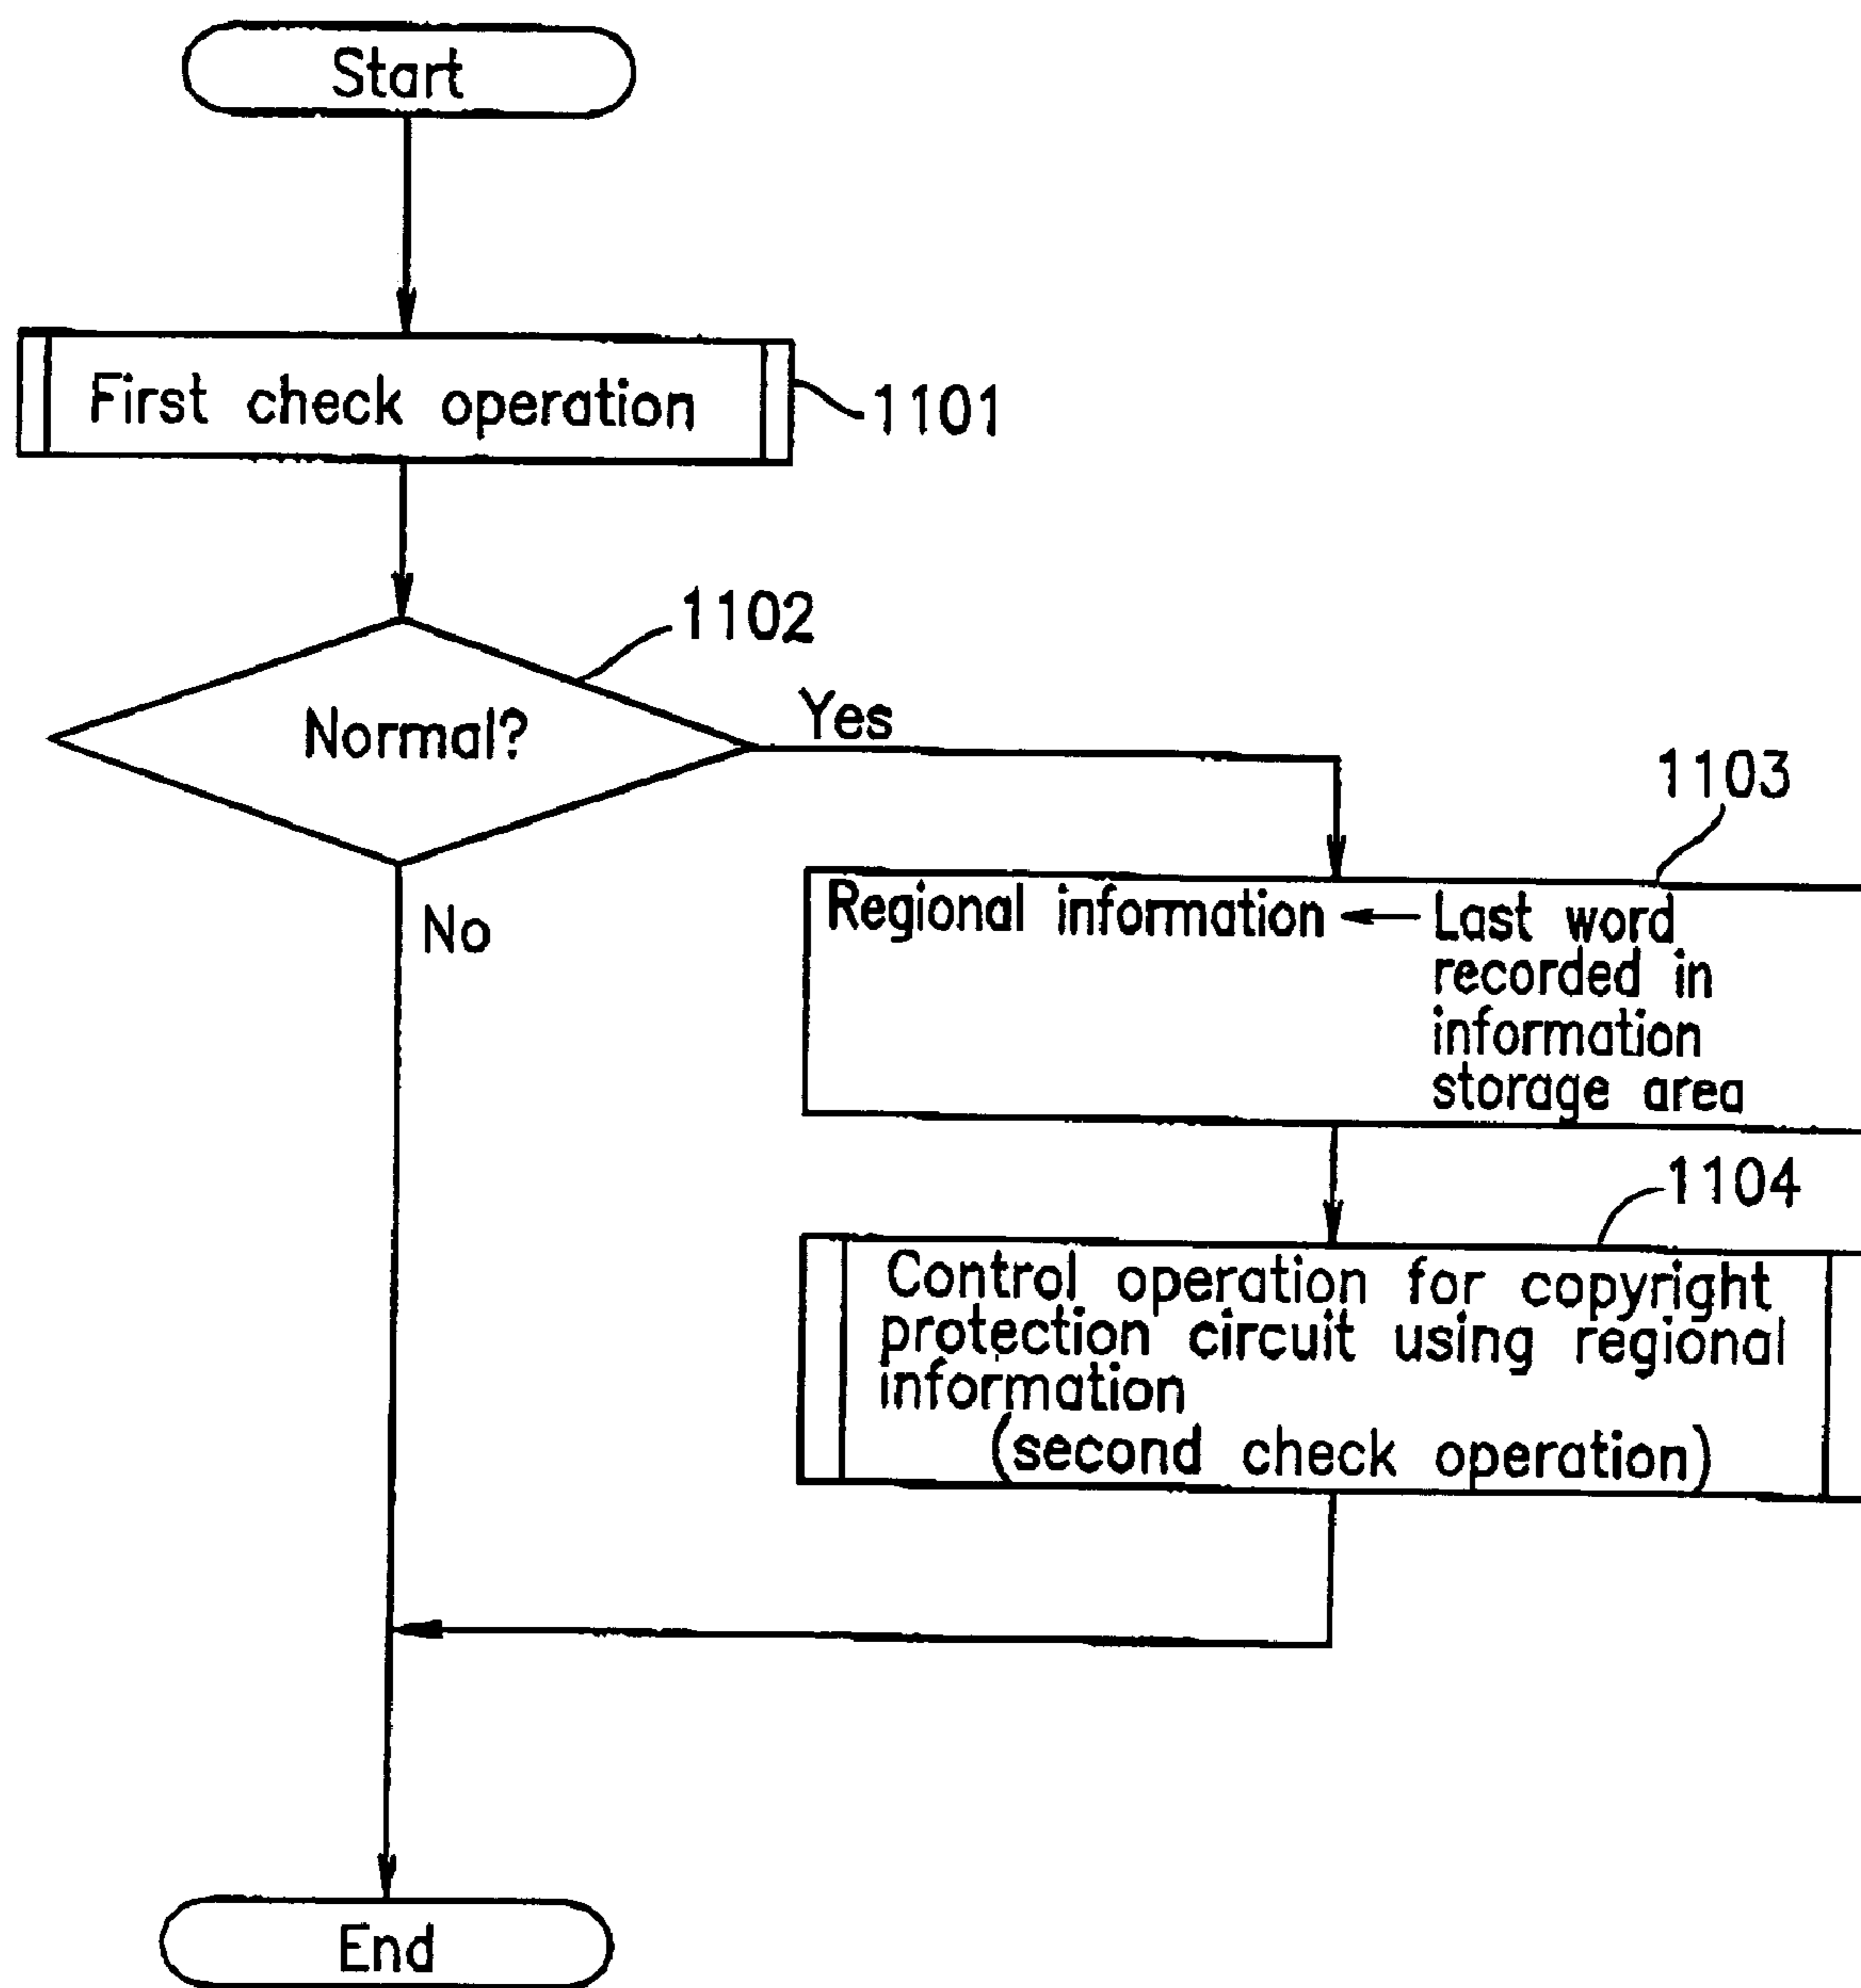 Start
First check operation
1101
1102
Normal?
Yes
No
1103
Regional information ← Last word
recorded in
information
storage area
1104
Control operation for copyright
protection circuit using regional
information
(second check operation)
End